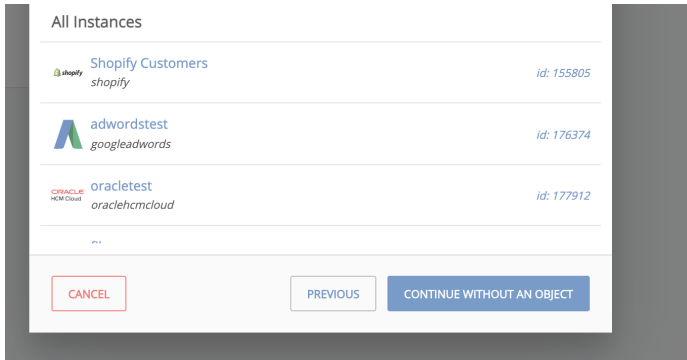 All Instances
shopify
Shopify Customers
shopify
id: 155805
adwordstest
googleadwords
id: 176374
ORACLE
HCM Cloud
oracletest
oraclehcmcloud
id: 177912
CANCEL
PREVIOUS
CONTINUE WITHOUT AN OBJECT